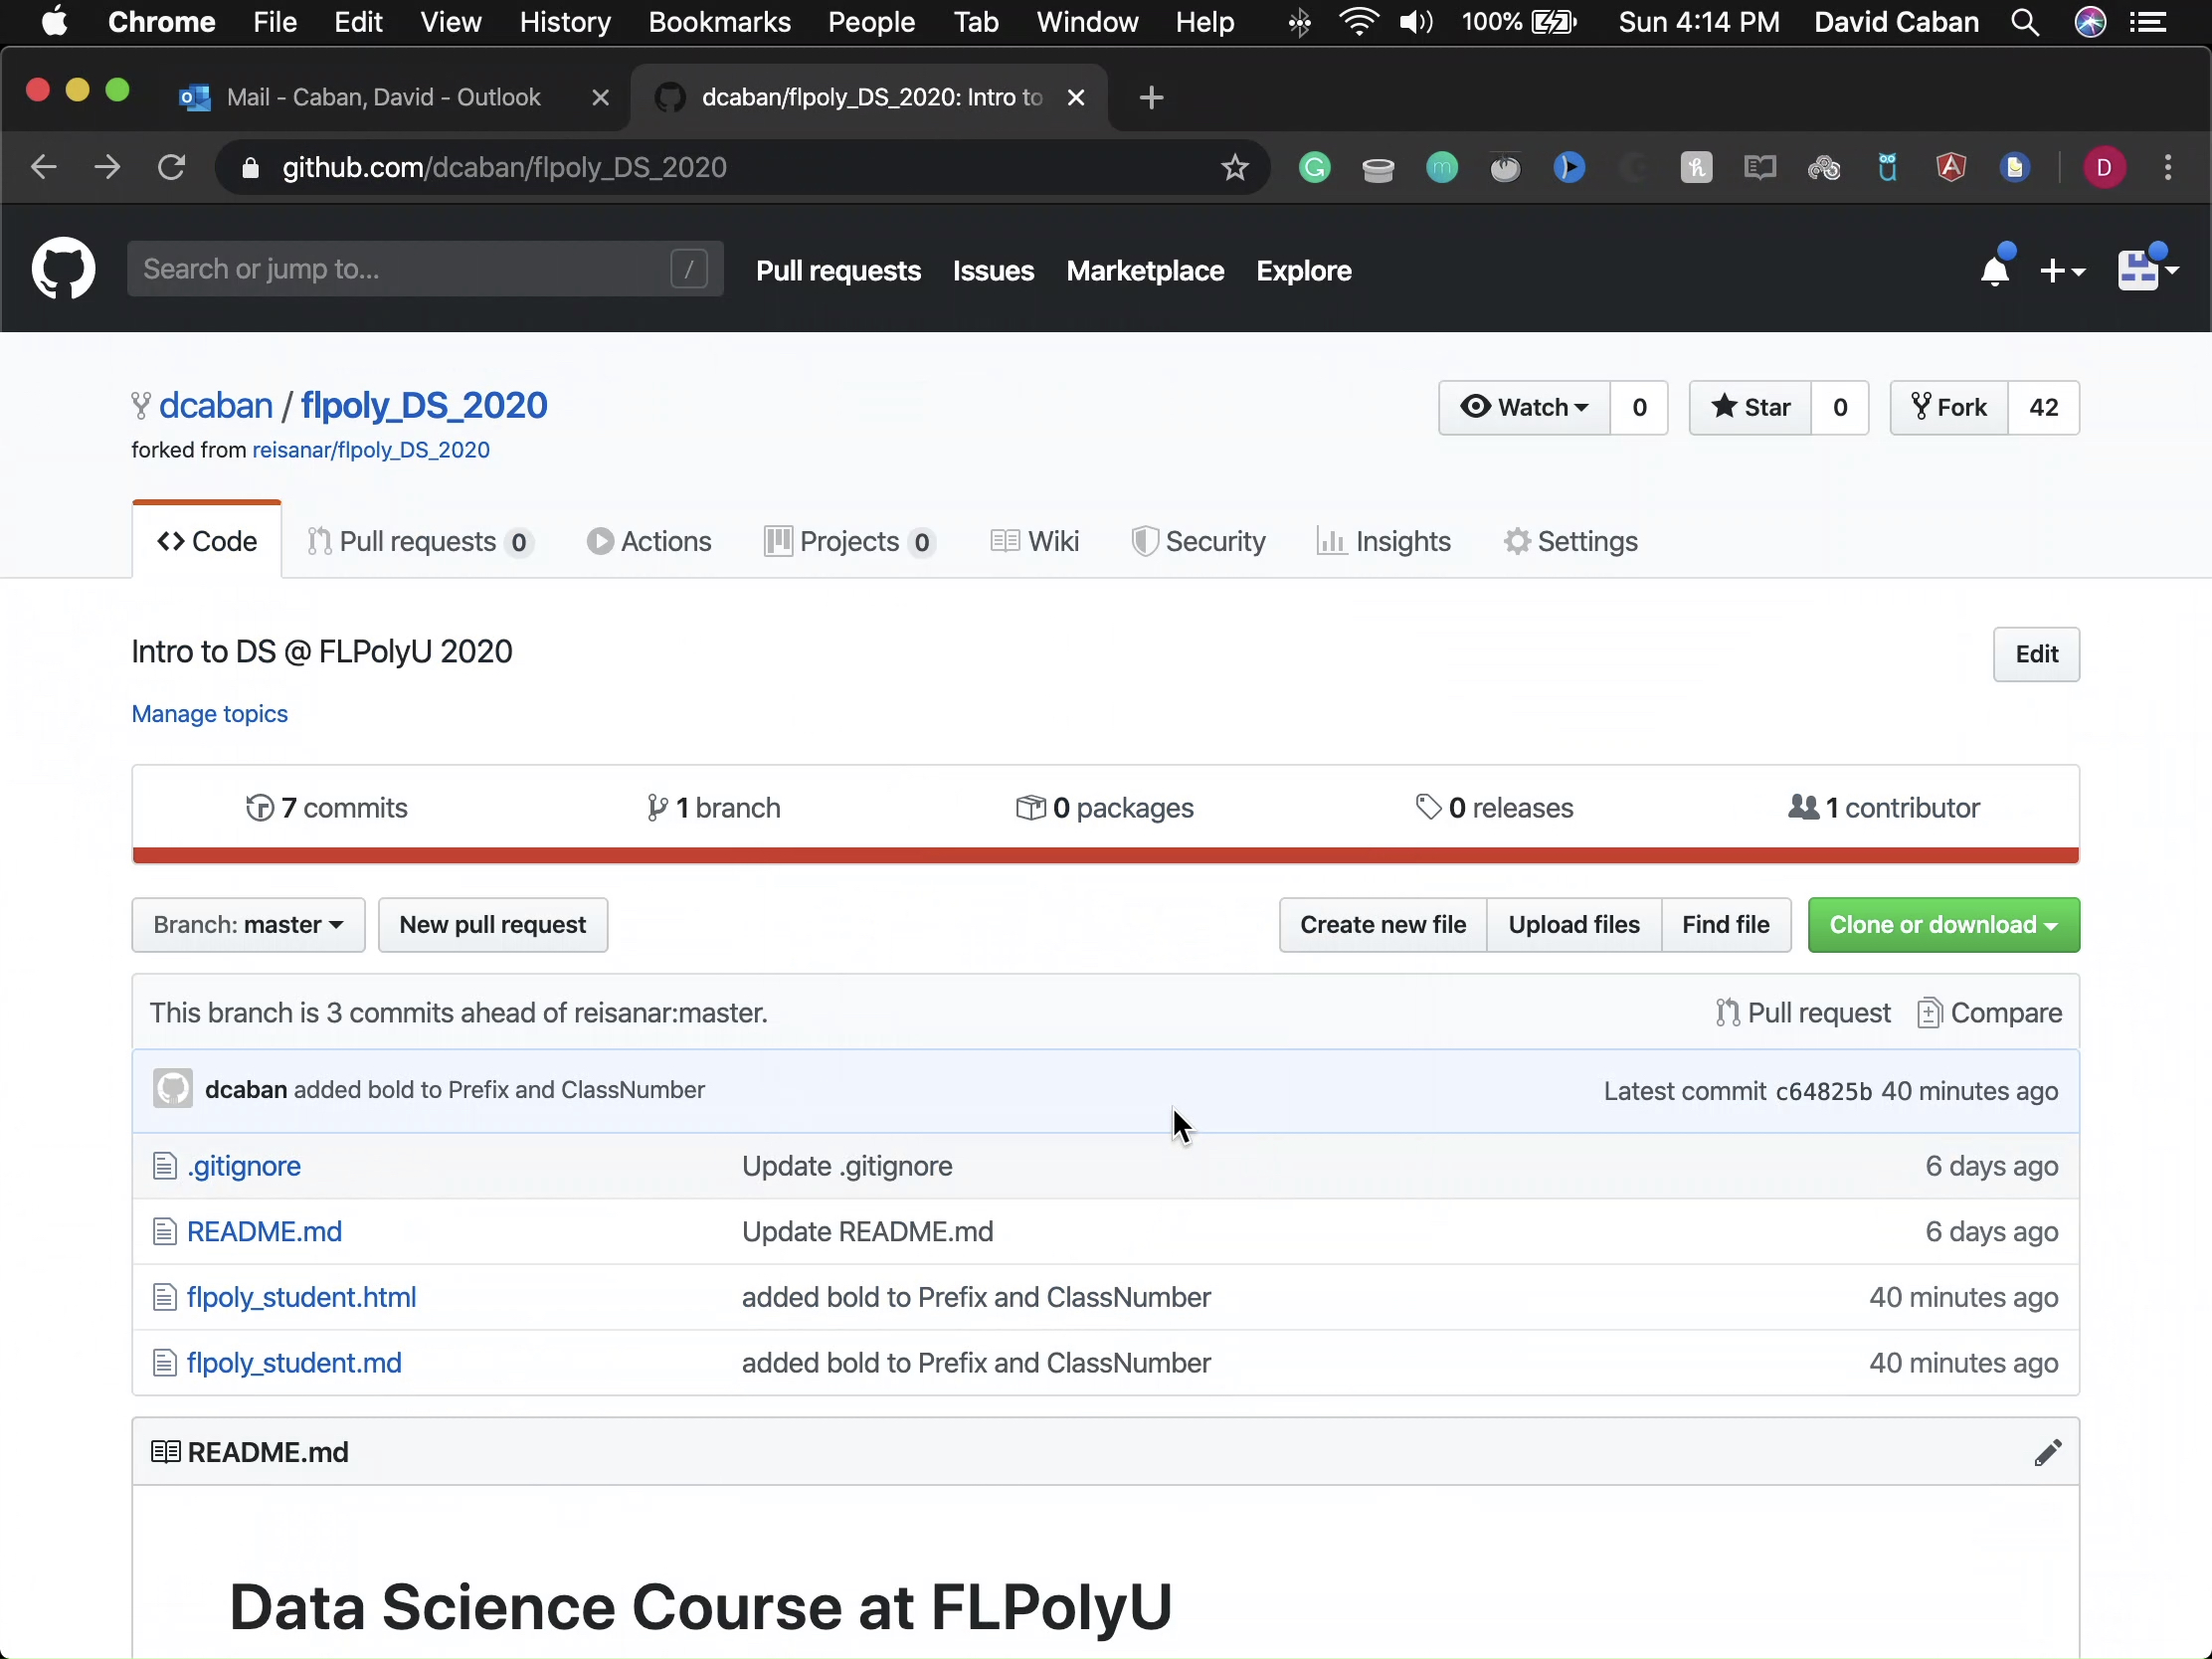 Chrome File Edit View History Bookmarks People Tab Window Help 100% Sun 4:14 PM David Caban
Mail - Caban, David - Outlook dcaban/flpoly_DS_2020: Intro to
github.com/dcaban/flpoly_DS_2020 D
Search or jump to... / Pull requests Issues Marketplace Explore
dcaban / flpoly_DS_2020 Watch 0 Star 0 Fork 42
forked from reisanar/flpoly_DS_2020
Code Pull requests 0 Actions Projects 0 Wiki Security Insights Settings
Intro to DS @ FLPolyU 2020 Edit
Manage topics
7 commits 1 branch 0 packages 0 releases 1 contributor
Branch: master New pull request Create new file Upload files Find file Clone or download
This branch is 3 commits ahead of reisanar:master. Pull request Compare
dcaban added bold to Prefix and ClassNumber Latest commit c64825b 40 minutes ago
.gitignore Update .gitignore 6 days ago
README.md Update README.md 6 days ago
flpoly_student.html added bold to Prefix and ClassNumber 40 minutes ago
flpoly_student.md added bold to Prefix and ClassNumber 40 minutes ago
README.md
Data Science Course at FLPolyU